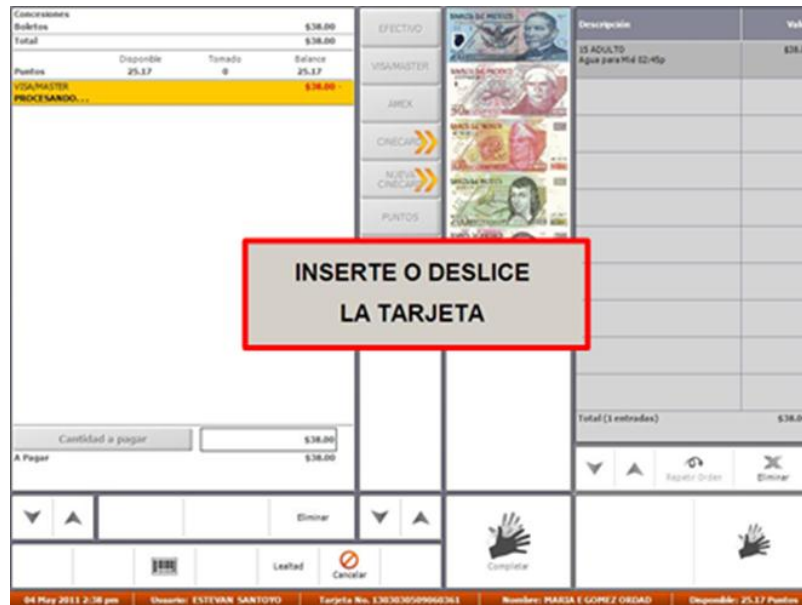 Concesiones
Boletos $38.00
Total $38.00
Disponible Tomado Balance
Puntos 25.17 0 25.17
VISA/MASTER $38.00 -
PROCESANDO...
Cantidad a pagar $38.00
A Pagar $38.00
Eliminar
Lealtad
Cancelar
EFECTIVO
VISA/MASTER
AMEX
CINECARD
NUEVA
CINECARD
PUNTOS
INSERTE O DESLICE
LA TARJETA
Completar
Descripción
15 ADULTO
Agua para Mié 02:45p
Total (1 entradas)
Repetir Orden
Eliminar
04 May 2011 2:38 pm Usuario: ESTEVAN SANTOYO Tarjeta No. 1303030509060361 Nombre: MARIA E GOMEZ ORDAD Disponible: 25.17 Puntos